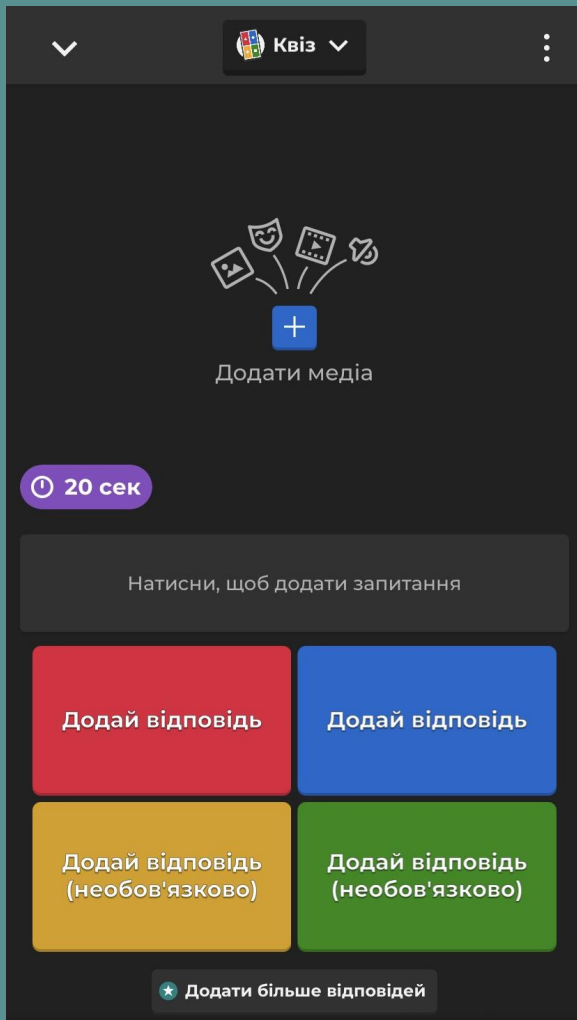 Квіз
Додати медіа
20 сек
Натисни, щоб додати запитання
Додай відповідь
Додай відповідь
Додай відповідь
(необов'язково)
Додай відповідь
(необов'язково)
Додати більше відповідей